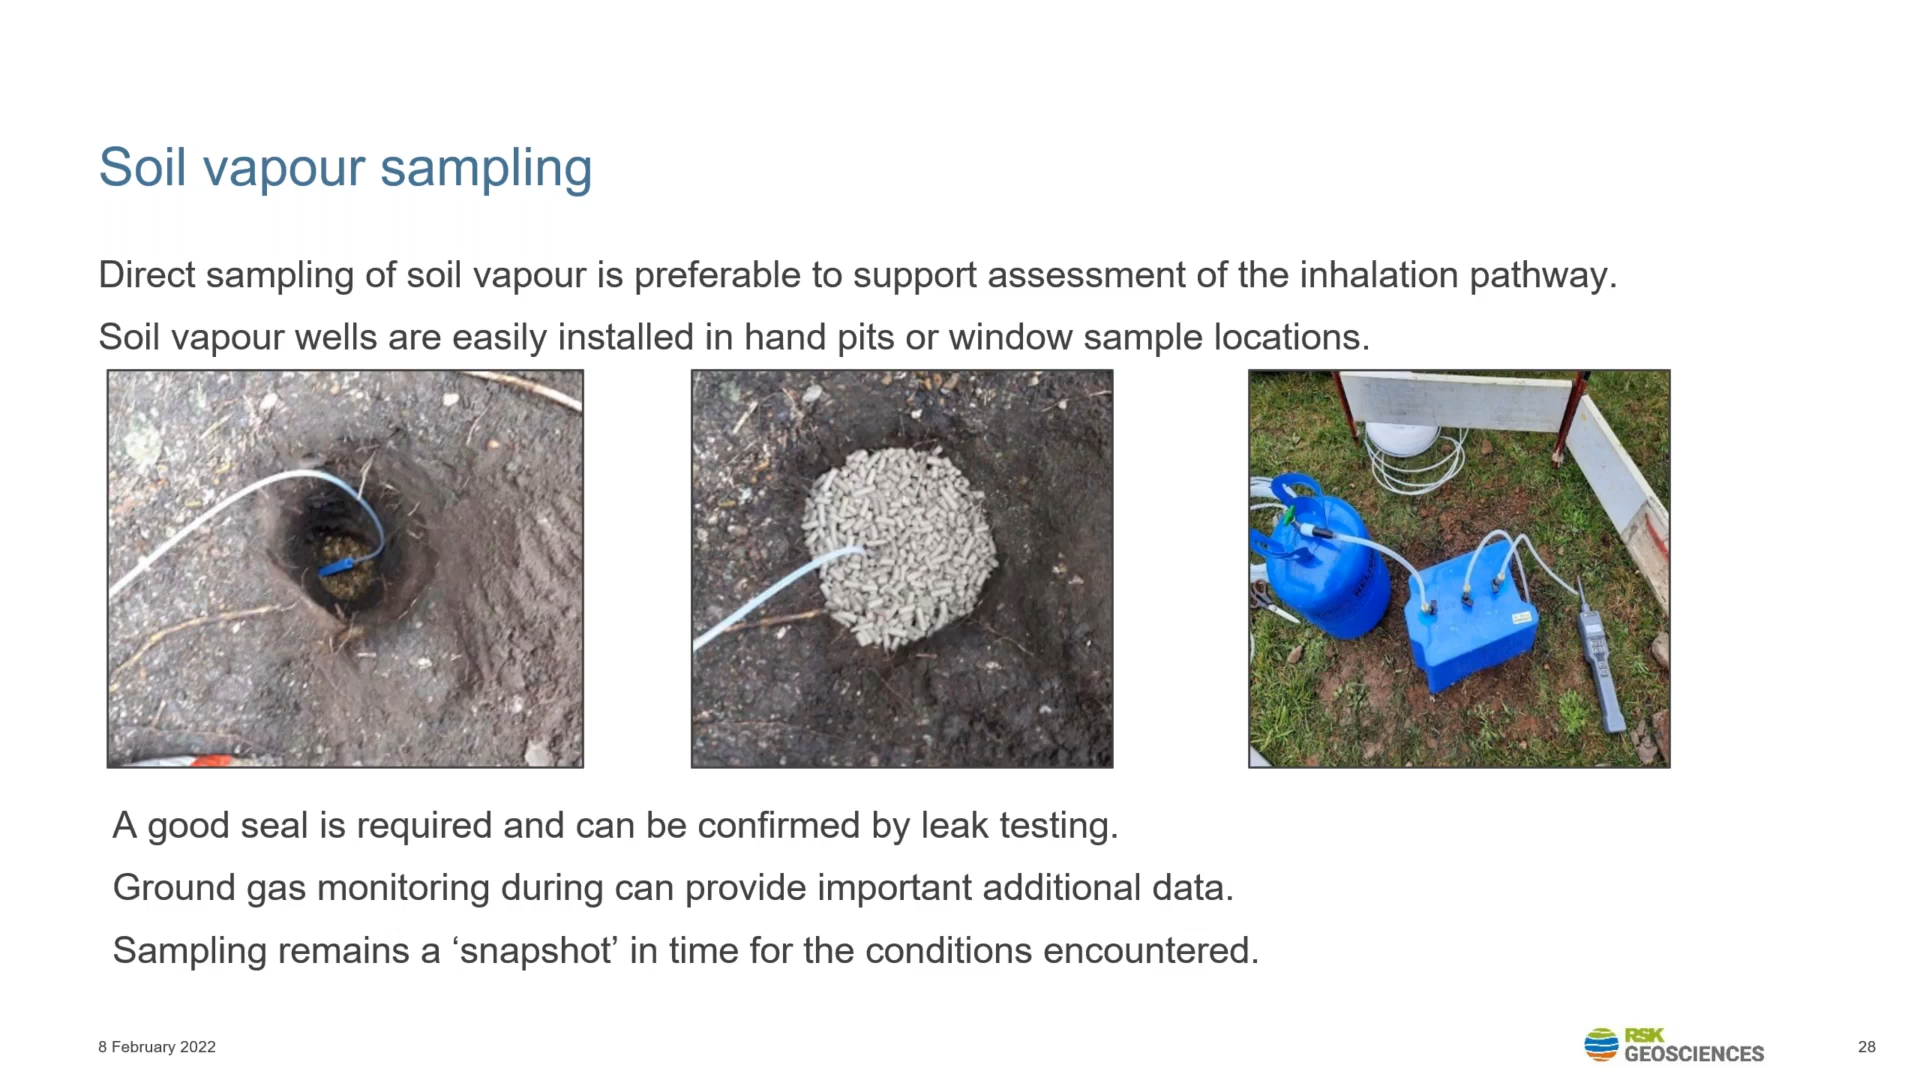 Soil vapour sampling
Direct sampling of soil vapour is preferable to support assessment of the inhalation pathway.
Soil vapour wells are easily installed in hand pits or window sample locations.
A good seal is required and can be confirmed by leak testing.
Ground gas monitoring during can provide important additional data.
Sampling remains a ‘snapshot’ in time for the conditions encountered.
8 February 2022
RSK
GEOSCIENCES
28